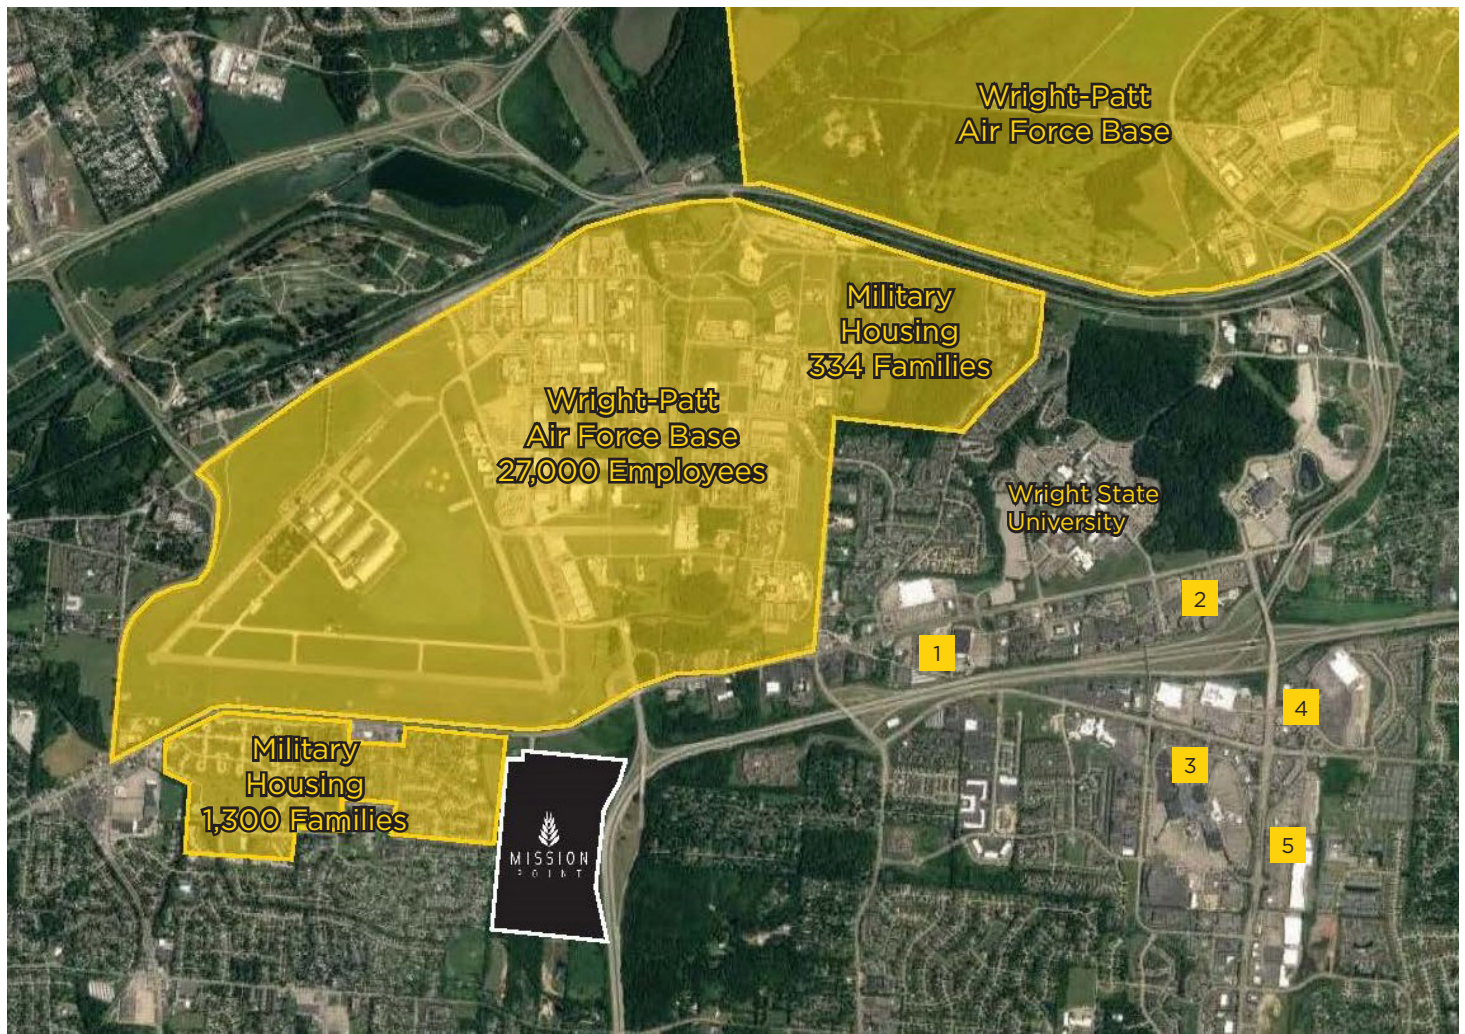 Wright-Patt
Air Force Base
Military
Housing
334 Families
Wright-Patt
Air Force Base
27,000 Employees
Wright State
University
2
1
4
Military
Housing
1,300 Families
3
5
MISSION
POINT